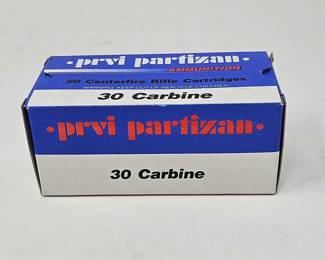 • prvi partizan •
AMMUNITION
50 Centerfire Rifle Cartridges
WARNING: KEEP OUT OF REACH OF CHILDREN
30 Carbine
• prvi partizan •
30 Carbine